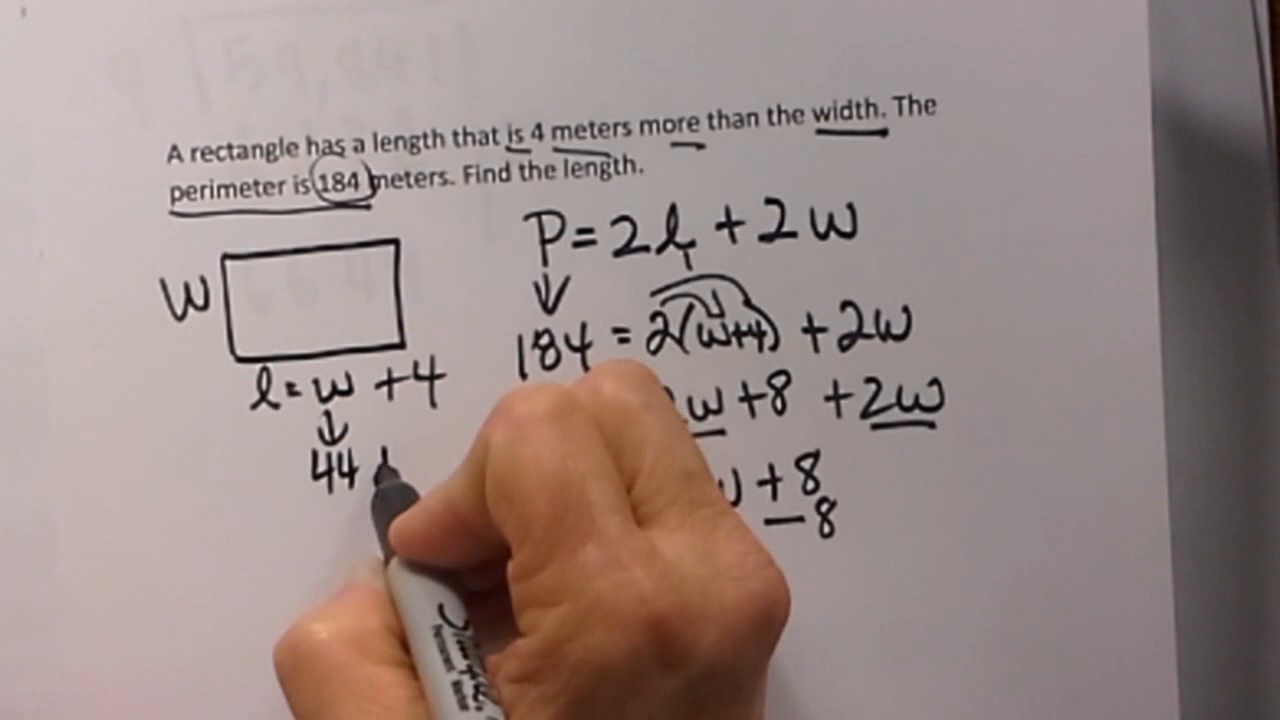 A rectangle has a length that is 4 meters more than the width. The
perimeter is 184 meters. Find the length.
P = 2l + 2w
W
184 = 2(w+4) + 2w
l = w + 4
w + 8 + 2w
44
+ 8
- 8